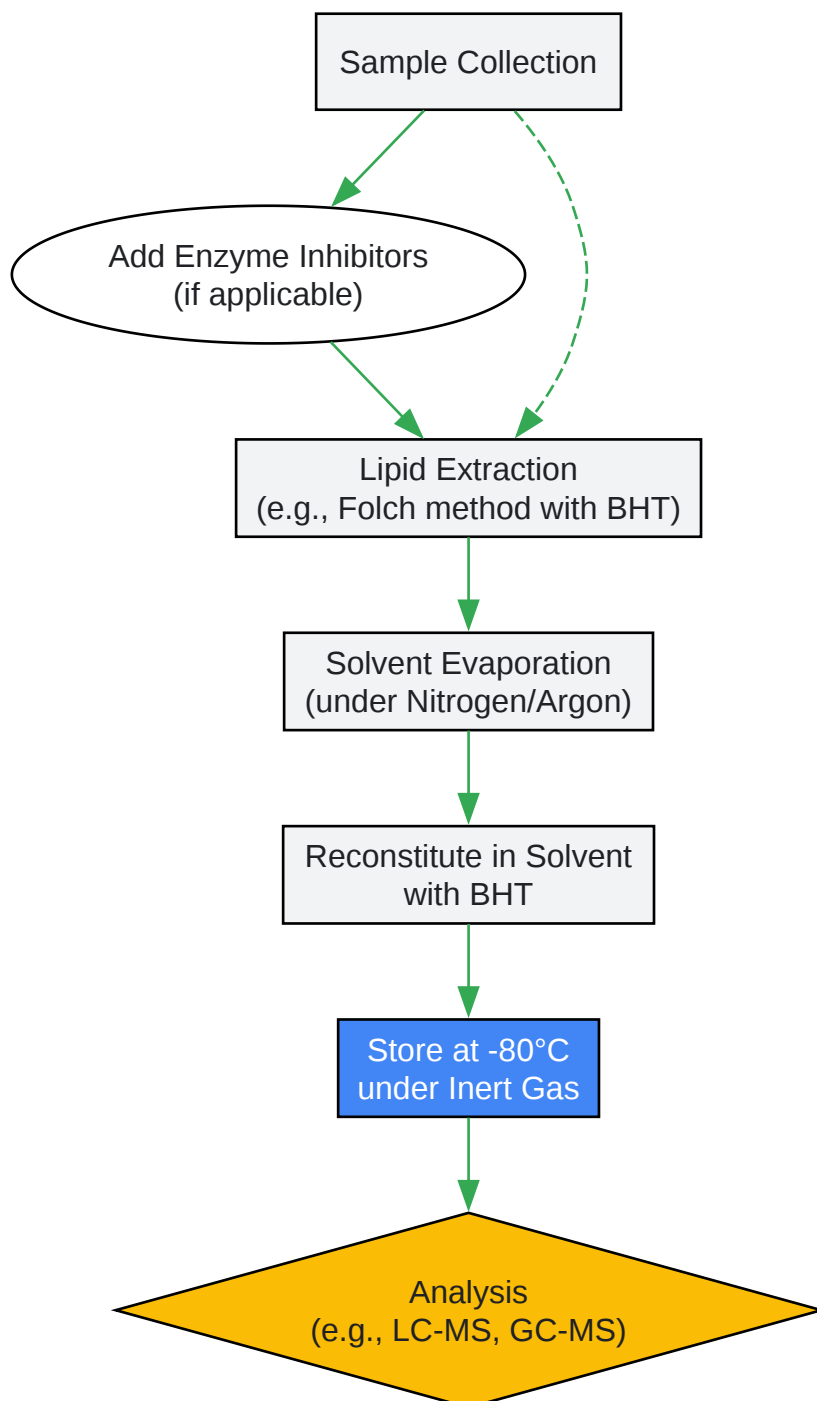 Sample Collection
Add Enzyme Inhibitors
(if applicable)
Lipid Extraction
(e.g., Folch method with BHT)
Solvent Evaporation
(under Nitrogen/Argon)
Reconstitute in Solvent
with BHT
Store at -80°C
under Inert Gas
Analysis
(e.g., LC-MS, GC-MS)